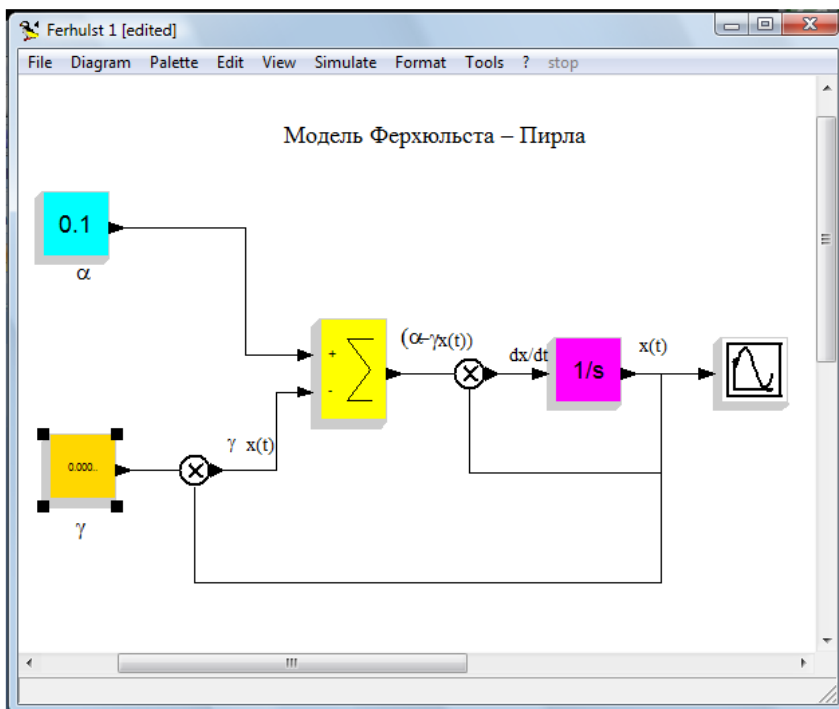 Ferhulst 1 [edited]
File Diagram Palette Edit View Simulate Format Tools ? stop
Модель Ферхюльста – Пирла
0.1
α
+
-
(α-γx(t))
dx/dt
1/s
x(t)
γ x(t)
0.000..
γ